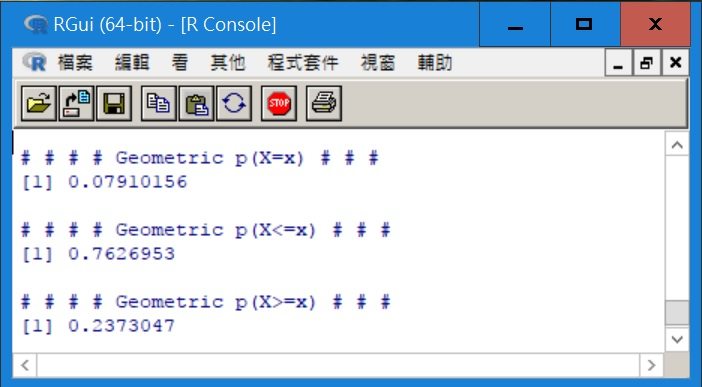 RGui (64-bit) - [R Console]
檔案 編輯 看 其他 程式套件 視窗 輔助
STOP
# # # # Geometric p(X=x) # # #
[1] 0.07910156
# # # # Geometric p(X<=x) # # #
[1] 0.7626953
# # # # Geometric p(X>=x) # # #
[1] 0.2373047